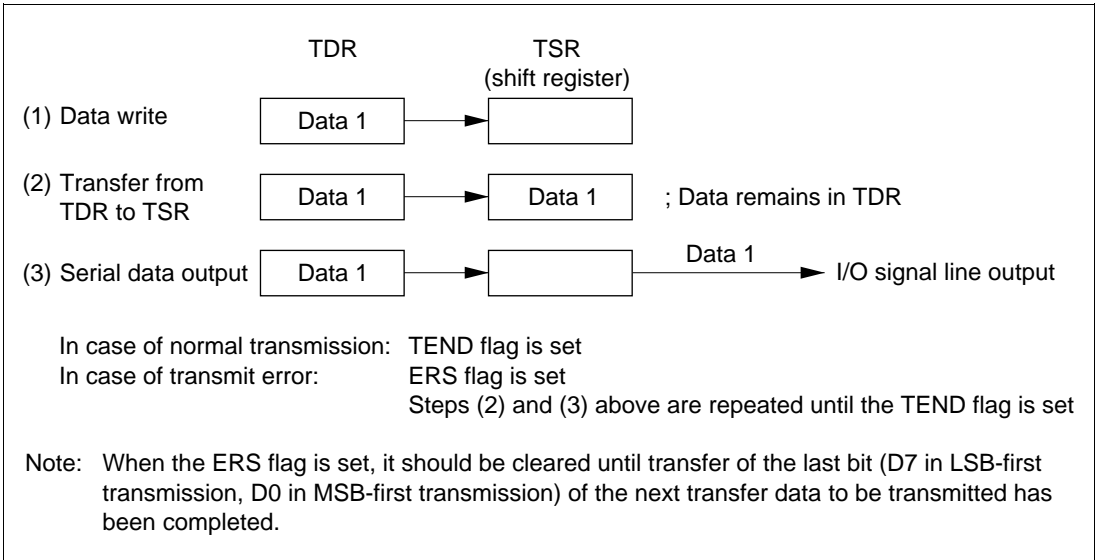 TDR TSR
(shift register)
(1) Data write Data 1
(2) Transfer from
TDR to TSR Data 1 Data 1 ; Data remains in TDR
(3) Serial data output Data 1 Data 1 I/O signal line output
In case of normal transmission: TEND flag is set
In case of transmit error: ERS flag is set
Steps (2) and (3) above are repeated until the TEND flag is set
Note: When the ERS flag is set, it should be cleared until transfer of the last bit (D7 in LSB-first
transmission, D0 in MSB-first transmission) of the next transfer data to be transmitted has
been completed.